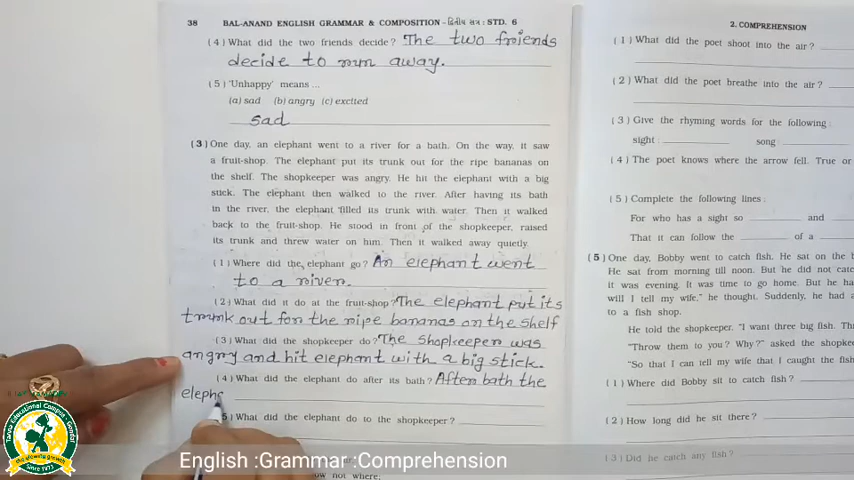 38 BAL-ANAND ENGLISH GRAMMAR & COMPOSITION - દ્વિતીય સત્ર : STD. 6
(4) What did the two friends decide? The two friends
decide to run away.
(5) 'Unhappy' means ...
(a) sad (b) angry (c) excited
sad
(3) One day, an elephant went to a river for a bath. On the way, it saw
a fruit-shop. The elephant put its trunk out for the ripe bananas on
the shelf. The shopkeeper was angry. He hit the elephant with a big
stick. The elephant then walked to the river. After having its bath
in the river, the elephant filled its trunk with water. Then it walked
back to the fruit-shop. He stood in front of the shopkeeper, raised
its trunk and threw water on him. Then it walked away quietly.
(1) Where did the elephant go? An elephant went
to a river.
(2) What did it do at the fruit-shop? The elephant put its
trunk out for the ripe bananas on the shelf
(3) What did the shopkeeper do? The shopkeeper was
angry and hit elephant with a big stick.
(4) What did the elephant do after its bath? After bath the
elepha
5) What did the elephant do to the shopkeeper?
ow not where;
2. COMPREHENSION
(1) What did the poet shoot into the air?
(2) What did the poet breathe into the air?
(3) Give the rhyming words for the following :
sight : song
(4) The poet knows where the arrow fell. True or
(5) Complete the following lines :
For who has a sight so and
That it can follow the of a
(5) One day, Bobby went to catch fish. He sat on the b
He sat from morning till noon. But he did not catc
it was evening. It was time to go home. But he ha
will I tell my wife,' he thought. Suddenly, he had a
to a fish shop.
He told the shopkeeper, "I want three big fish. Th
"Throw them to you? Why?" asked the shopke
"So that I can tell my wife that I caught the fish
(1) Where did Bobby sit to catch fish?
(2) How long did he sit there?
(3) Did he catch any fish?
English :Grammar :Comprehension
Tarwa Educational Campus
the glowing garden
Since 1973